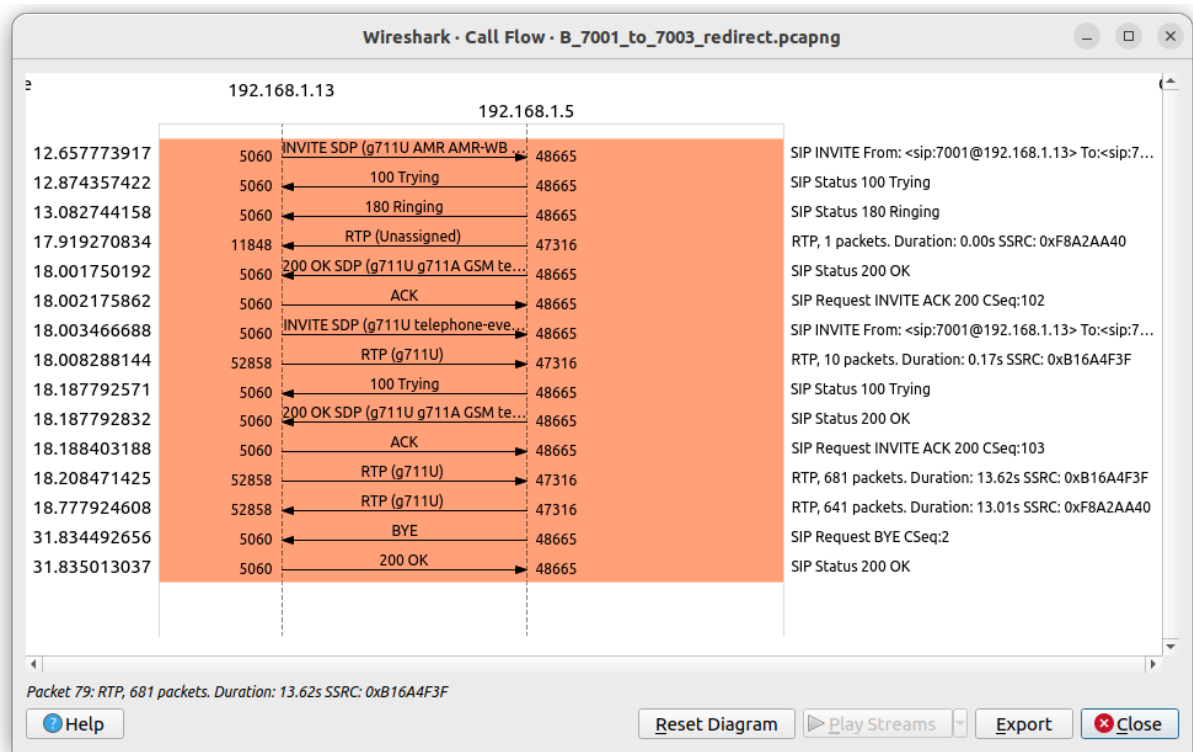 Wireshark · Call Flow · B_7001_to_7003_redirect.pcapng
192.168.1.13
192.168.1.5
12.657773917 5060 INVITE SDP (g711U AMR AMR-WB ... 48665 SIP INVITE From: <sip:7001@192.168.1.13> To:<sip:7...
12.874357422 5060 100 Trying 48665 SIP Status 100 Trying
13.082744158 5060 180 Ringing 48665 SIP Status 180 Ringing
17.919270834 11848 RTP (Unassigned) 47316 RTP, 1 packets. Duration: 0.00s SSRC: 0xF8A2AA40
18.001750192 5060 200 OK SDP (g711U g711A GSM te... 48665 SIP Status 200 OK
18.002175862 5060 ACK 48665 SIP Request INVITE ACK 200 CSeq:102
18.003466688 5060 INVITE SDP (g711U telephone-eve... 48665 SIP INVITE From: <sip:7001@192.168.1.13> To:<sip:7...
18.008288144 52858 RTP (g711U) 47316 RTP, 10 packets. Duration: 0.17s SSRC: 0xB16A4F3F
18.187792571 5060 100 Trying 48665 SIP Status 100 Trying
18.187792832 5060 200 OK SDP (g711U g711A GSM te... 48665 SIP Status 200 OK
18.188403188 5060 ACK 48665 SIP Request INVITE ACK 200 CSeq:103
18.208471425 52858 RTP (g711U) 47316 RTP, 681 packets. Duration: 13.62s SSRC: 0xB16A4F3F
18.777924608 52858 RTP (g711U) 47316 RTP, 641 packets. Duration: 13.01s SSRC: 0xF8A2AA40
31.834492656 5060 BYE 48665 SIP Request BYE CSeq:2
31.835013037 5060 200 OK 48665 SIP Status 200 OK
Packet 79: RTP, 681 packets. Duration: 13.62s SSRC: 0xB16A4F3F
Help Reset Diagram Play Streams Export Close